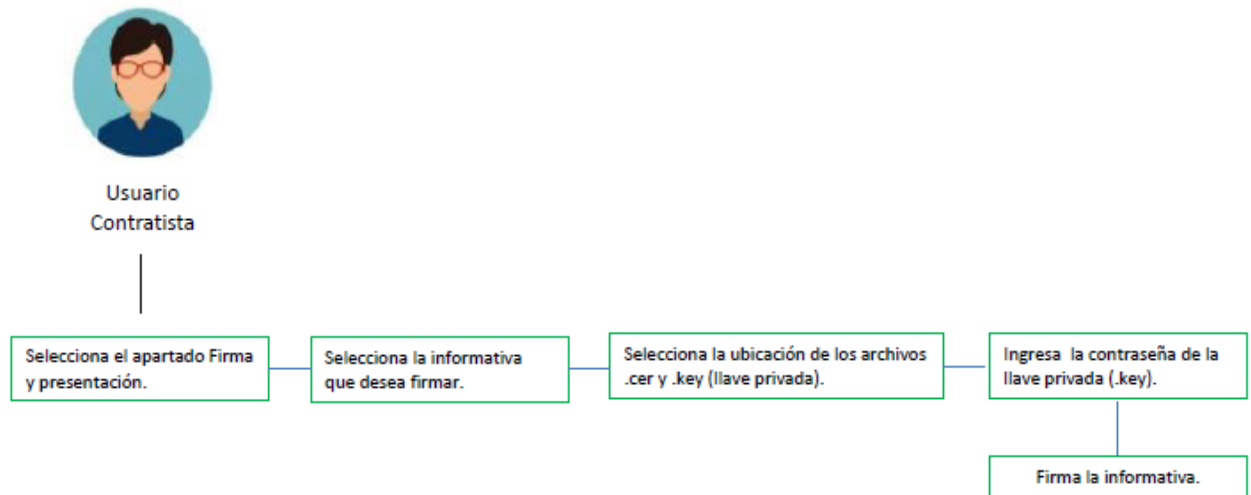 Usuario
Contratista
Selecciona el apartado Firma
y presentación.
Selecciona la informativa
que desea firmar.
Selecciona la ubicación de los archivos
.cer y .key (llave privada).
Ingresa la contraseña de la
llave privada (.key).
Firma la informativa.